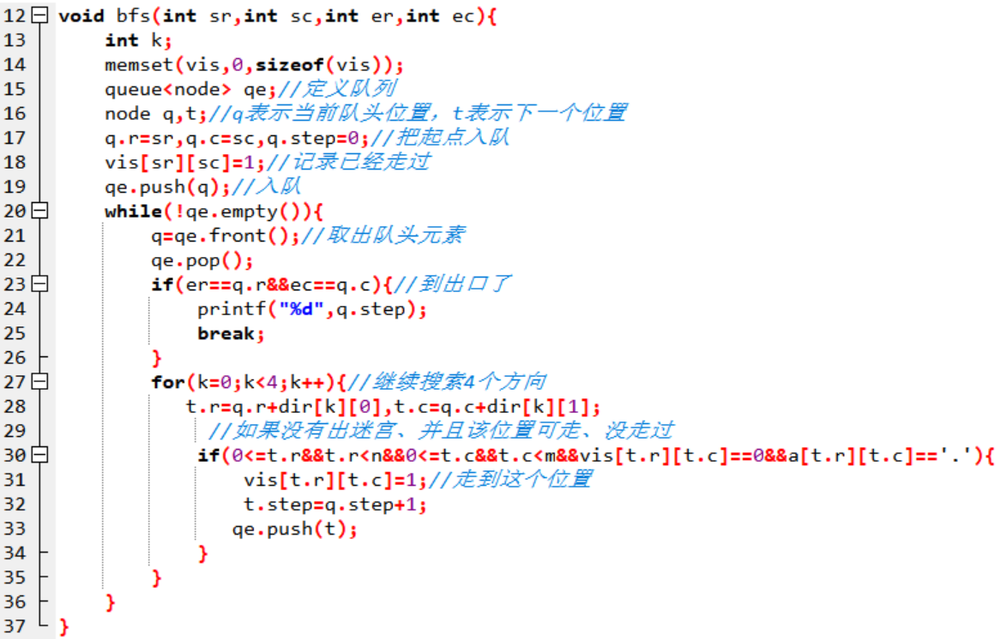 12 void bfs(int sr,int sc,int er,int ec){
13     int k;
14     memset(vis,0,sizeof(vis));
15     queue<node> qe;//定义队列
16     node q,t;//q表示当前队头位置，t表示下一个位置
17     q.r=sr,q.c=sc,q.step=0;//把起点入队
18     vis[sr][sc]=1;//记录已经走过
19     qe.push(q);//入队
20     while(!qe.empty()){
21         q=qe.front();//取出队头元素
22         qe.pop();
23         if(er==q.r&&ec==q.c){//到出口了
24             printf("%d",q.step);
25             break;
26         }
27         for(k=0;k<4;k++){//继续搜索4个方向
28            t.r=q.r+dir[k][0],t.c=q.c+dir[k][1];
29              //如果没有出迷宫、并且该位置可走、没走过
30             if(0<=t.r&&t.r<n&&0<=t.c&&t.c<m&&vis[t.r][t.c]==0&&a[t.r][t.c]=='.'){
31                 vis[t.r][t.c]=1;//走到这个位置
32                 t.step=q.step+1;
33                qe.push(t);
34             }
35         }
36     }
37 }